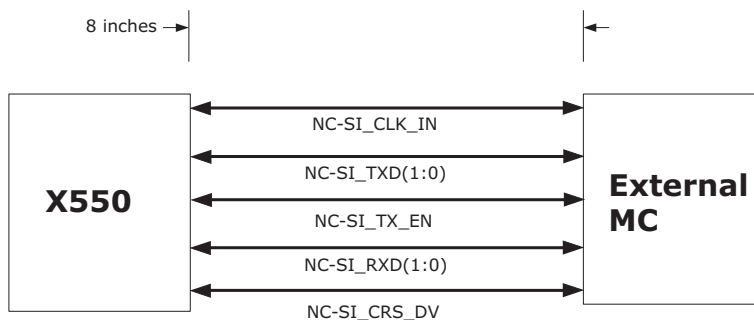 8 inches
X550
NC-SI_CLK_IN
NC-SI_TXD(1:0)
NC-SI_TX_EN
NC-SI_RXD(1:0)
NC-SI_CRS_DV
External
MC